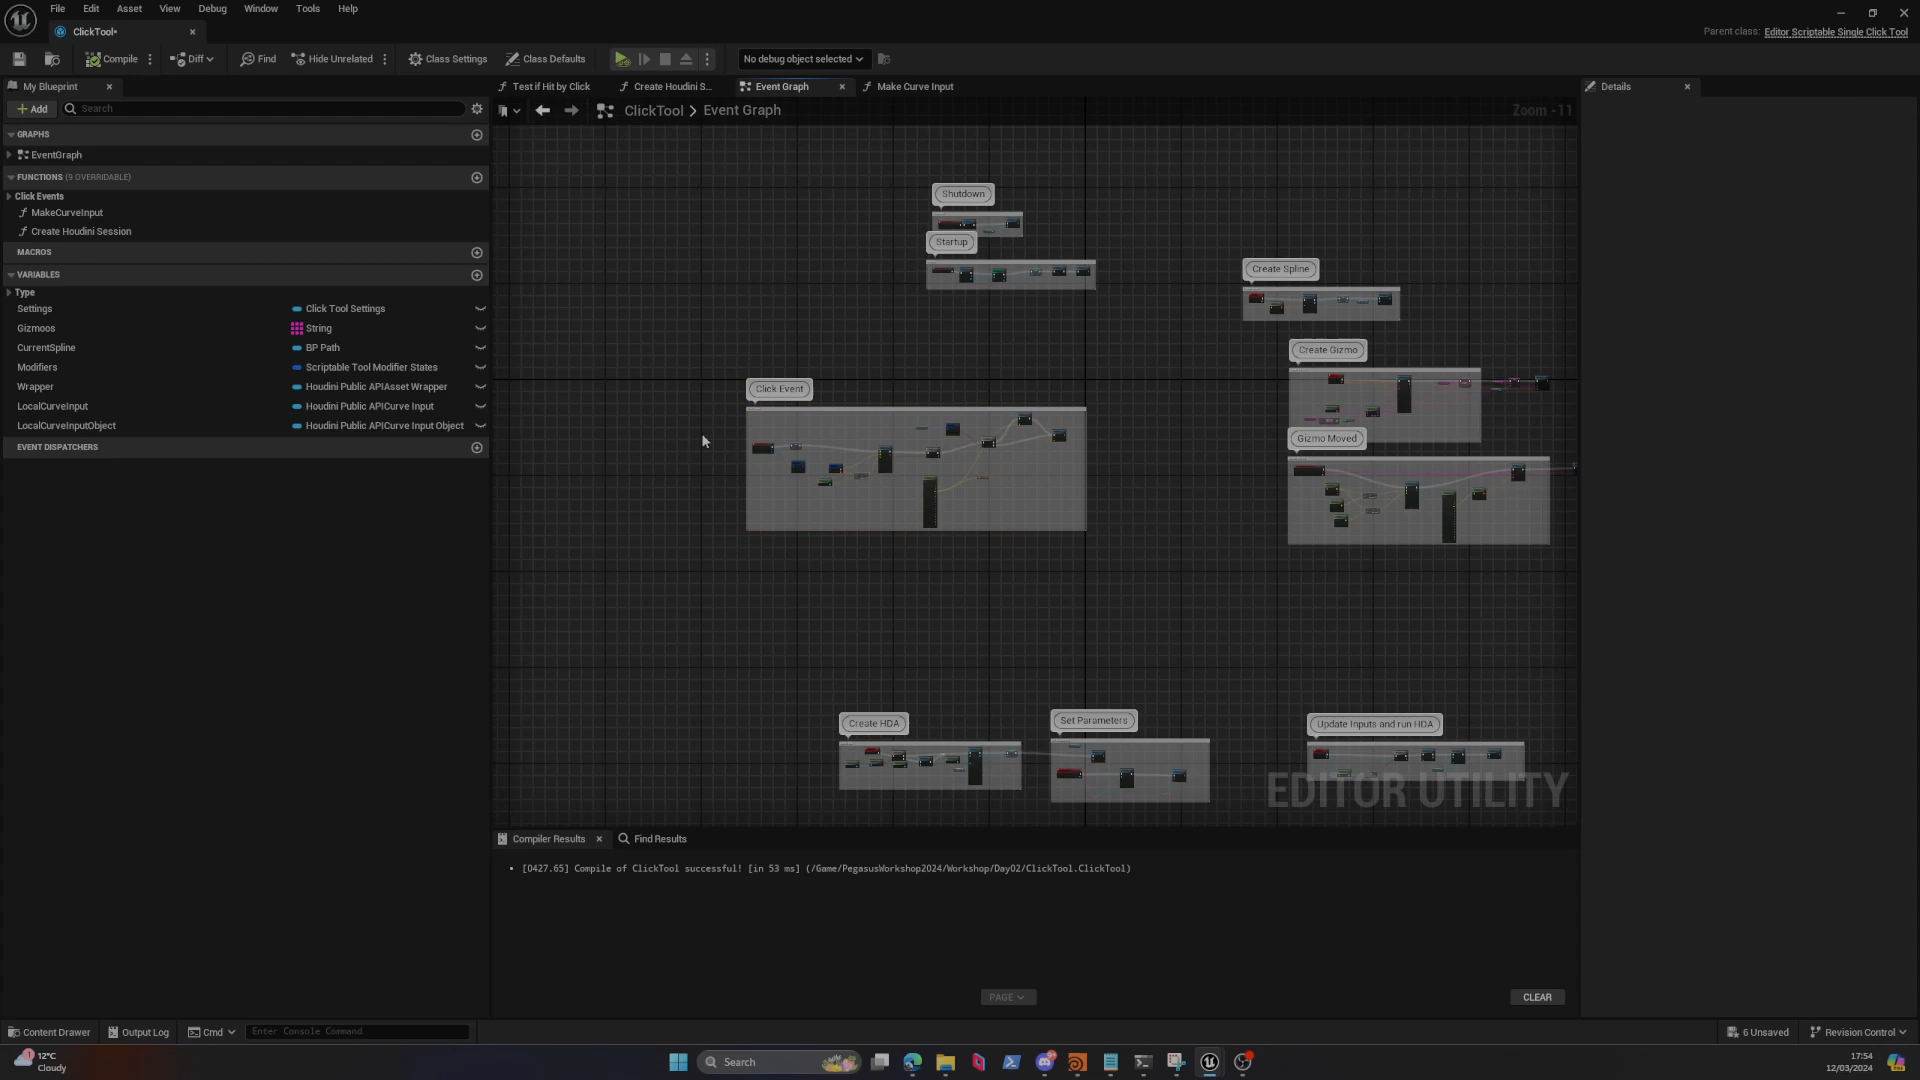 File Edit Asset View Debug Window Tools Help
ClickTool•
Parent class: Editor Scriptable Single Click Tool
Compile Diff Find Hide Unrelated Class Settings Class Defaults No debug object selected
My Blueprint
Test if Hit by Click Create Houdini S... Event Graph Make Curve Input
Details
Add Search
ClickTool > Event Graph
Zoom -11
GRAPHS
EventGraph
FUNCTIONS (9 OVERRIDABLE)
Click Events
MakeCurveInput
Create Houdini Session
MACROS
VARIABLES
Type
Settings Click Tool Settings
Gizmoos String
CurrentSpline BP Path
Modifiers Scriptable Tool Modifier States
Wrapper Houdini Public APIAsset Wrapper
LocalCurveInput Houdini Public APICurve Input
LocalCurveInputObject Houdini Public APICurve Input Object
EVENT DISPATCHERS
Shutdown
Startup
Create Spline
Create Gizmo
Click Event
Gizmo Moved
Create HDA
Set Parameters
Update Inputs and run HDA
EDITOR UTILITY
Compiler Results Find Results
• [0427.65] Compile of ClickTool successful! [in 53 ms] (/Game/PegasusWorkshop2024/Workshop/Day02/ClickTool.ClickTool)
PAGE
CLEAR
Content Drawer Output Log Cmd Enter Console Command
6 Unsaved Revision Control
12°C
Cloudy
Search
17:54
12/03/2024